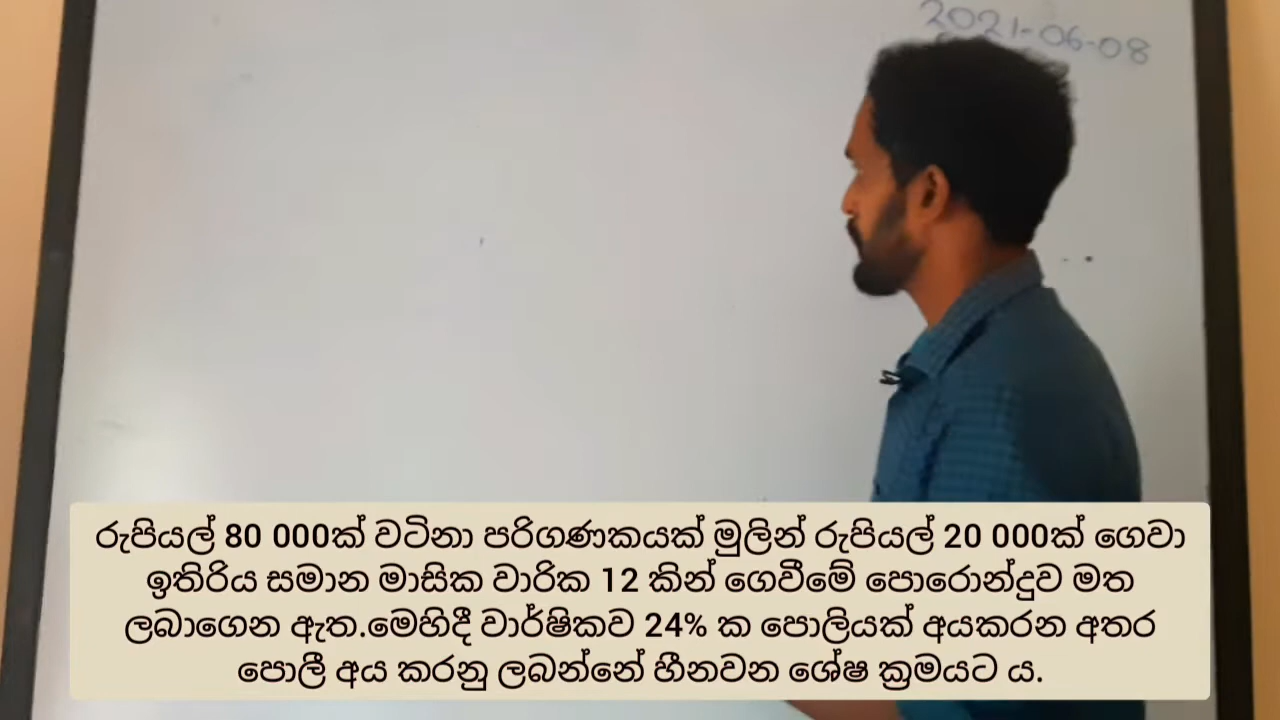 2021-06-08
රුපියල් 80 000ක් වටිනා පරිගණකයක් මුලින් රුපියල් 20 000ක් ගෙවා
ඉතිරිය සමාන මාසික වාරික 12 කින් ගෙවීමේ පොරොන්දුව මත
ලබාගෙන ඇත.මෙහිදී වාර්ෂිකව 24% ක පොලියක් අයකරන අතර
පොලී අය කරනු ලබන්නේ හීනවන ශේෂ ක්‍රමයට ය.